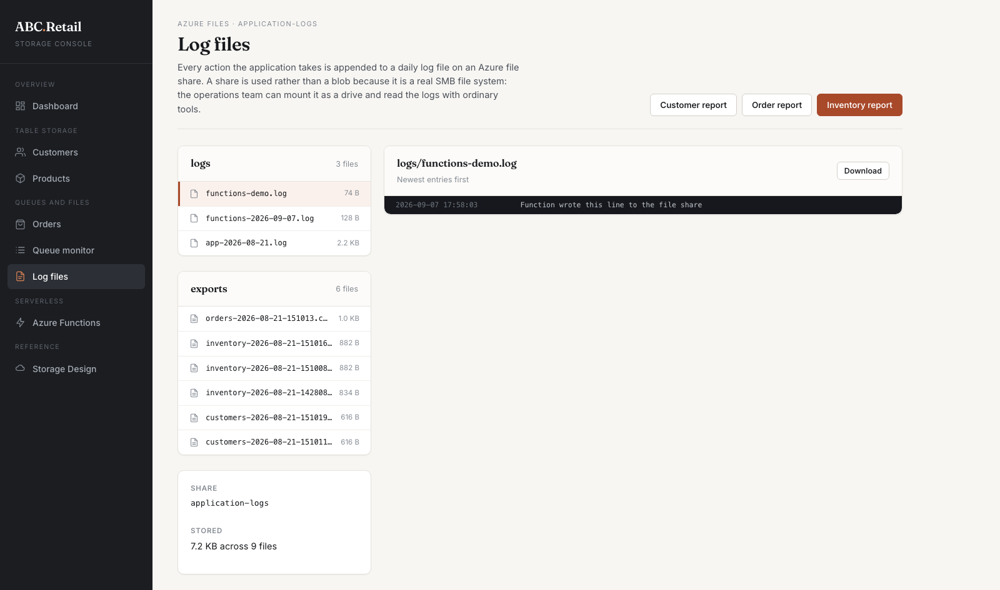 ABC.Retail
STORAGE CONSOLE
OVERVIEW
Dashboard
TABLE STORAGE
Customers
Products
QUEUES AND FILES
Orders
Queue monitor
Log files
SERVERLESS
Azure Functions
REFERENCE
Storage Design
AZURE FILES · APPLICATION-LOGS
Log files
Every action the application takes is appended to a daily log file on an Azure file
share. A share is used rather than a blob because it is a real SMB file system:
the operations team can mount it as a drive and read the logs with ordinary
tools.
Customer report
Order report
Inventory report
logs 3 files
functions-demo.log 74 B
functions-2026-09-07.log 128 B
app-2026-08-21.log 2.2 KB
exports 6 files
orders-2026-08-21-151013.c… 1.0 KB
inventory-2026-08-21-151016… 882 B
inventory-2026-08-21-151008… 882 B
inventory-2026-08-21-142808… 834 B
customers-2026-08-21-151019… 616 B
customers-2026-08-21-151011… 616 B
SHARE
application-logs
STORED
7.2 KB across 9 files
logs/functions-demo.log
Newest entries first
Download
2026-09-07 17:58:03 Function wrote this line to the file share